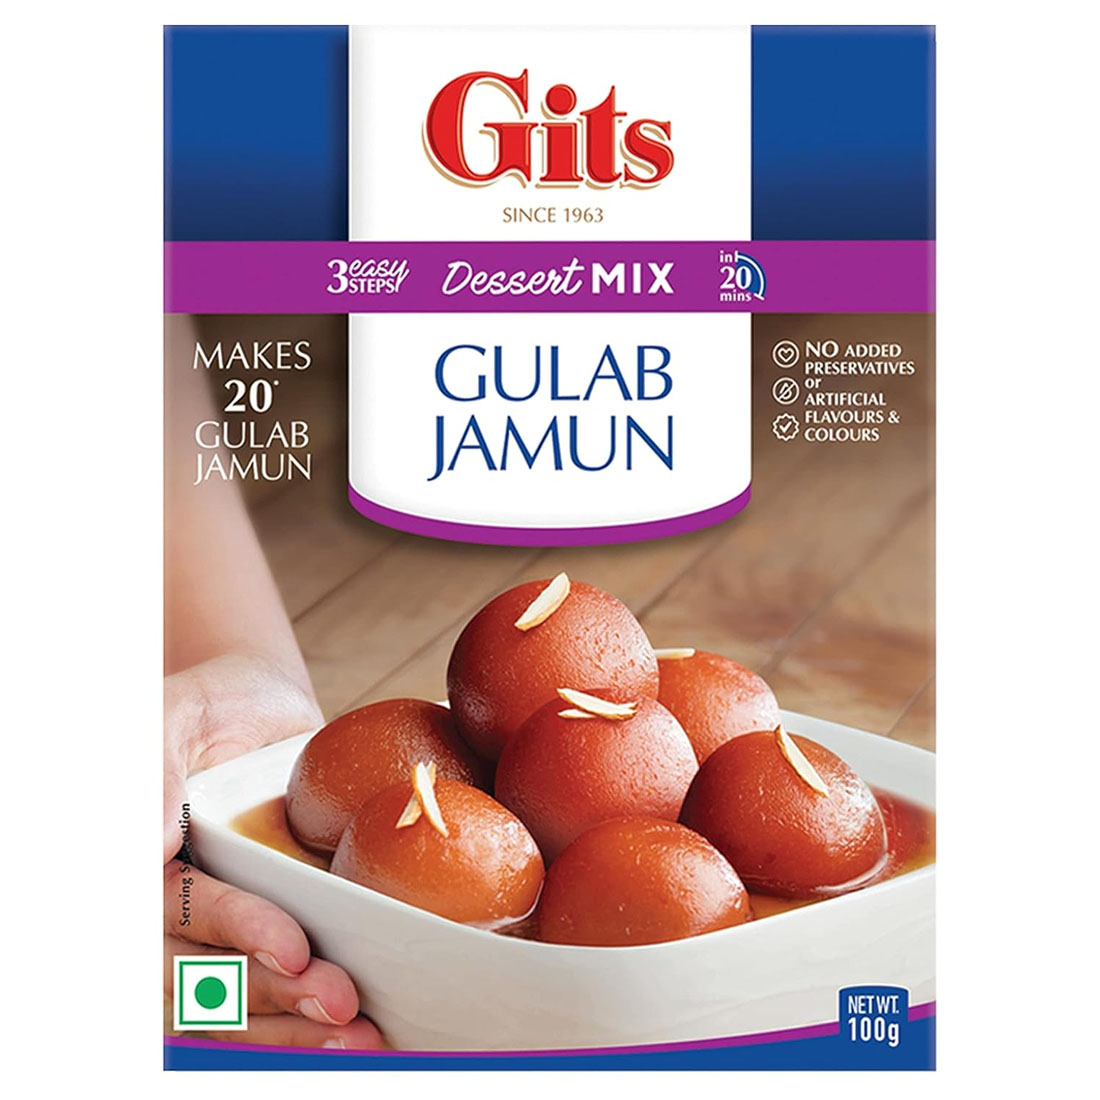 Gits
SINCE 1963
3 easy STEPS
Dessert MIX
in 20 mins
MAKES
20*
GULAB
JAMUN
GULAB
JAMUN
NO ADDED
PRESERVATIVES
or
ARTIFICIAL
FLAVOURS &
COLOURS
Serving
NET WT.
100g